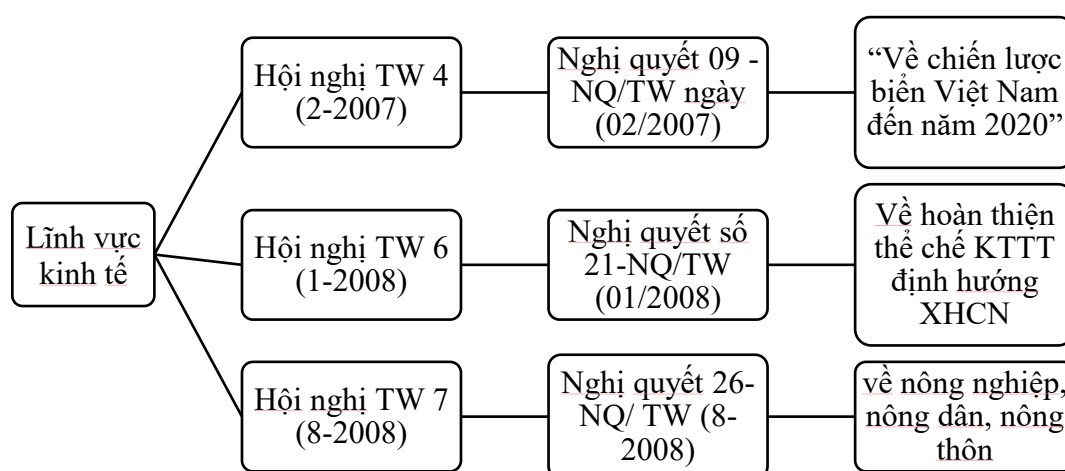 Lĩnh vực
kinh tế
Hội nghị TW 4
(2-2007)
Nghị quyết 09 -
NQ/TW ngày
(02/2007)
“Về chiến lược
biển Việt Nam
đến năm 2020”
Hội nghị TW 6
(1-2008)
Nghị quyết số
21-NQ/TW
(01/2008)
Về hoàn thiện
thể chế KTTT
định hướng
XHCN
Hội nghị TW 7
(8-2008)
Nghị quyết 26-
NQ/ TW (8-
2008)
về nông nghiệp,
nông dân, nông
thôn